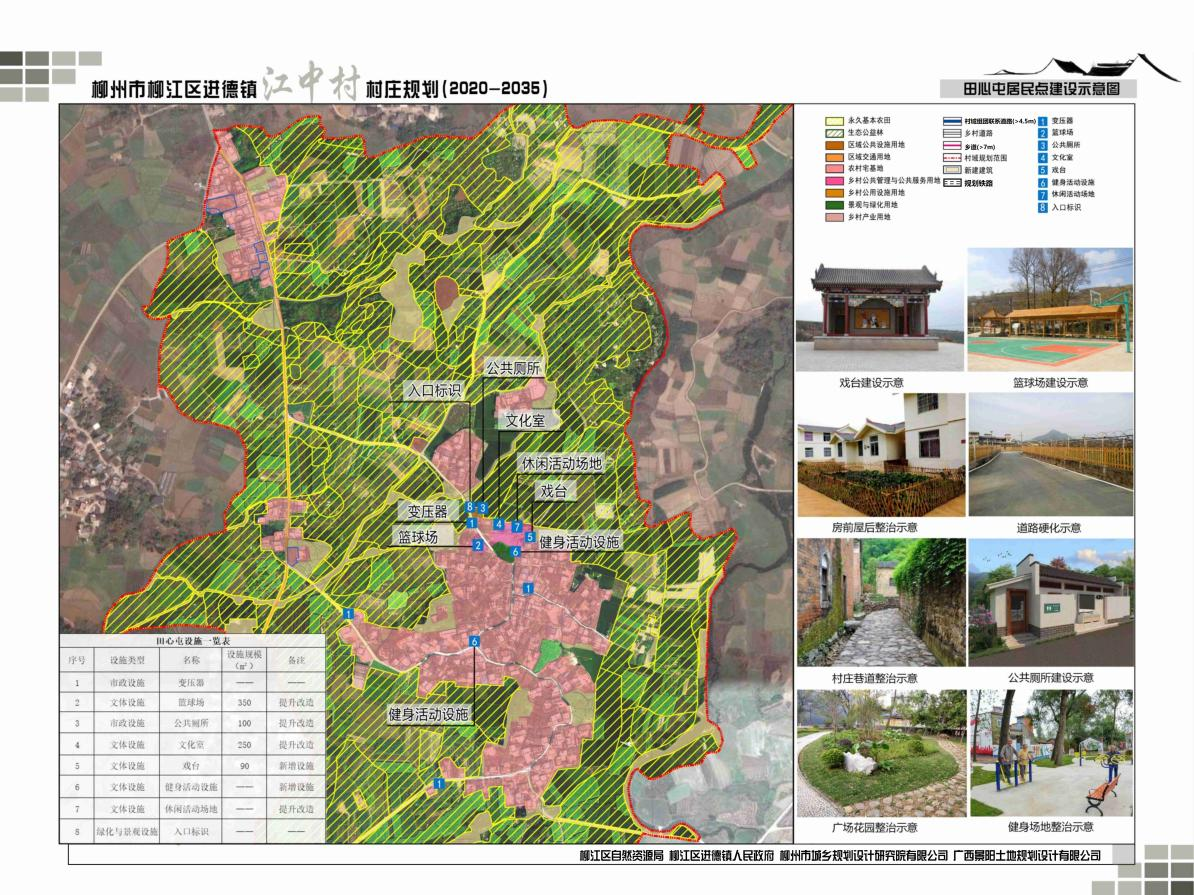 柳州市柳江区进德镇江中村村庄规划(2020-2035)
田心屯居民点建设示意图
永久基本农田
生态公益林
区域公共设施用地
区域交通用地
农村宅基地
乡村公共管理与公共服务用地
乡村公用设施用地
景观与绿化用地
乡村产业用地
村域组团联系道路(>4.5m)
乡村道路
乡道(>7m)
村域规划范围
新建建筑
规划铁路
1 变压器
2 篮球场
3 公共厕所
4 文化室
5 戏台
6 健身活动设施
7 休闲活动场地
8 入口标识
公共厕所
入口标识
文化室
休闲活动场地
戏台
变压器
篮球场
健身活动设施
8 3
1
4
7
5
2
6
1
1
6
健身活动设施
1
田心屯设施一览表
序号 设施类型 名称 设施规模(㎡) 备注
1 市政设施 变压器 —— ——
2 文体设施 篮球场 350 提升改造
3 市政设施 公共厕所 100 提升改造
4 文体设施 文化室 250 提升改造
5 文体设施 戏台 90 新增设施
6 文体设施 健身活动设施 —— 新增设施
7 文体设施 休闲活动场地 —— 提升改造
8 绿化与景观设施 入口标识 —— ——
戏台建设示意
篮球场建设示意
房前屋后整治示意
道路硬化示意
村庄巷道整治示意
公共厕所建设示意
广场花园整治示意
健身场地整治示意
柳江区自然资源局 柳江区进德镇人民政府 柳州市城乡规划设计研究院有限公司 广西景阳土地规划设计有限公司